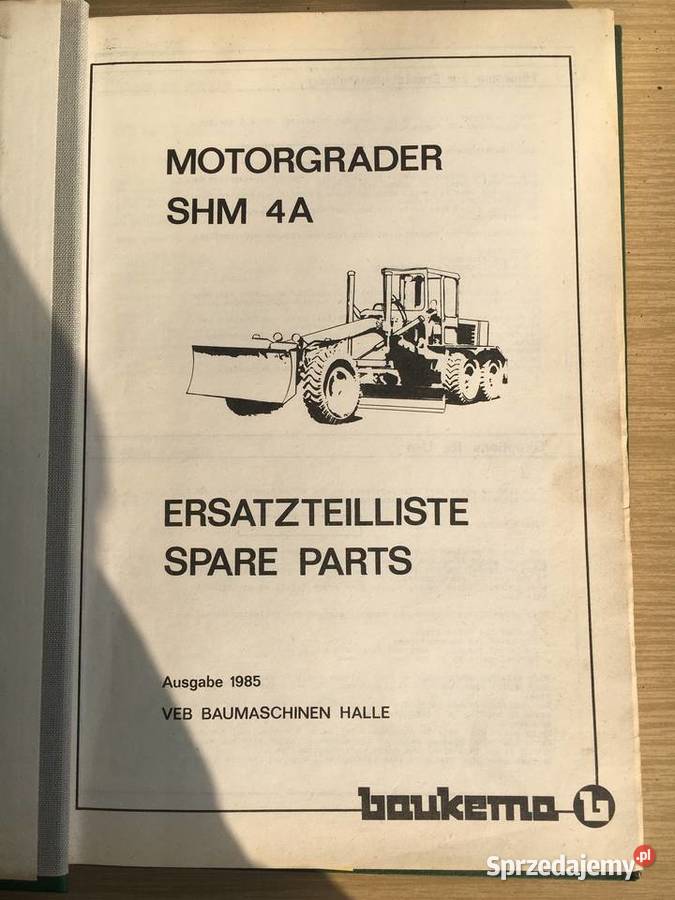 MOTORGRADER
SHM 4A
ERSATZTEILLISTE
SPARE PARTS
Ausgabe 1985
VEB BAUMASCHINEN HALLE
baukema
Sprzedajemy.pl